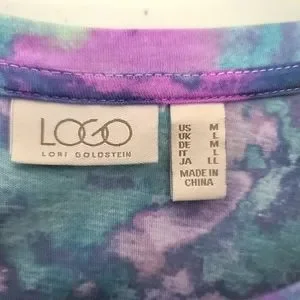 LOGO
LORI GOLDSTEIN
US M
UK L
DE M
IT L
JA LL
MADE IN
CHINA